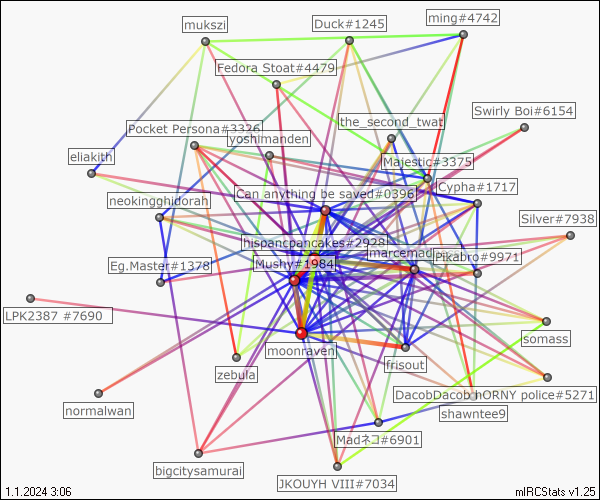 mukszi
Duck#1245
ming#4742
Fedora Stoat#4479
Swirly Boi#6154
the_second_twat
Pocket Persona#3326
yoshimanden
eliakith
Majestic#3375
Cypha#1717
Can anything be saved#0396
neokingghidorah
Silver#7938
hispancpancakes#2928
marcemad
Pikabro#9971
Mushy#1984
Eg.Master#1378
LPK2387 #7690
somass
moonraven
frisout
zebula
DacobDacob
hORNY police#5271
normalwan
shawntee9
Madネコ#6901
bigcitysamurai
JKOUYH VIII#7034
1.1.2024 3:06
mIRCStats v1.25